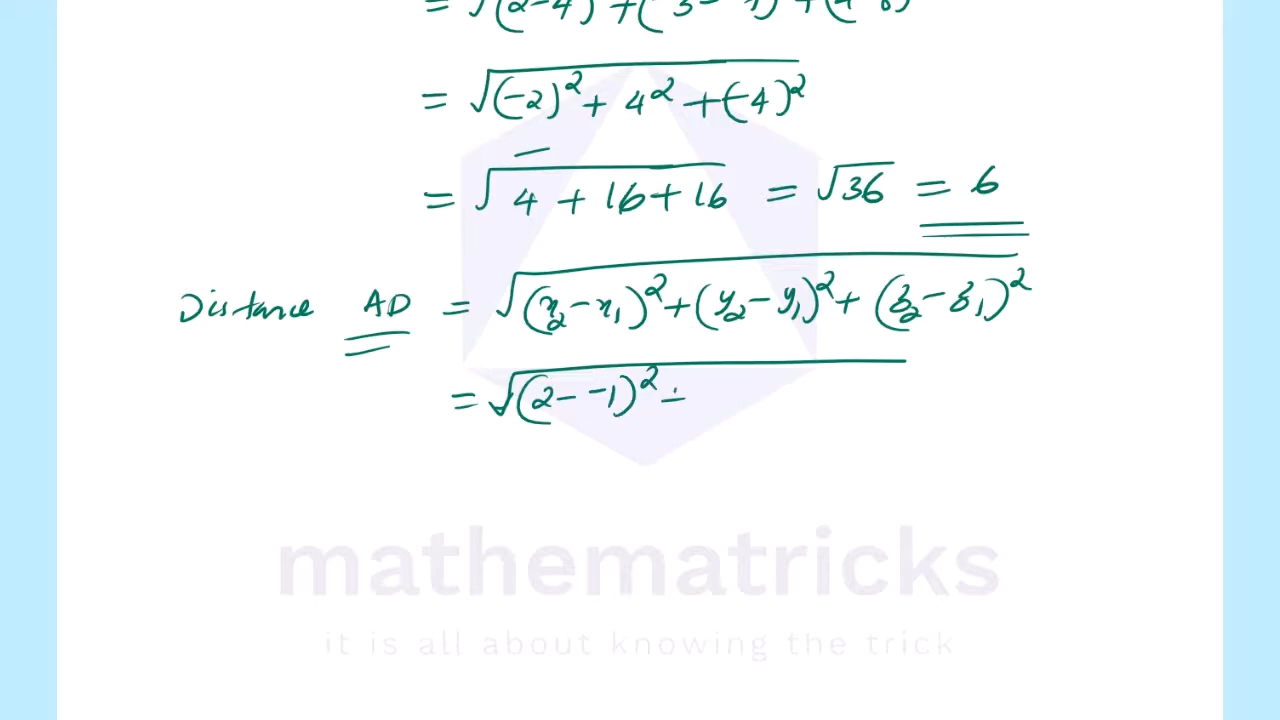 = √(-2)² + 4² + (-4)²
= √4 + 16 + 16 = √36 = 6
Distance AD = √(x₂ - x₁)² + (y₂ - y₁)² + (z₂ - z₁)²
= √(2 - -1)² +
mathematricks
it is all about knowing the trick